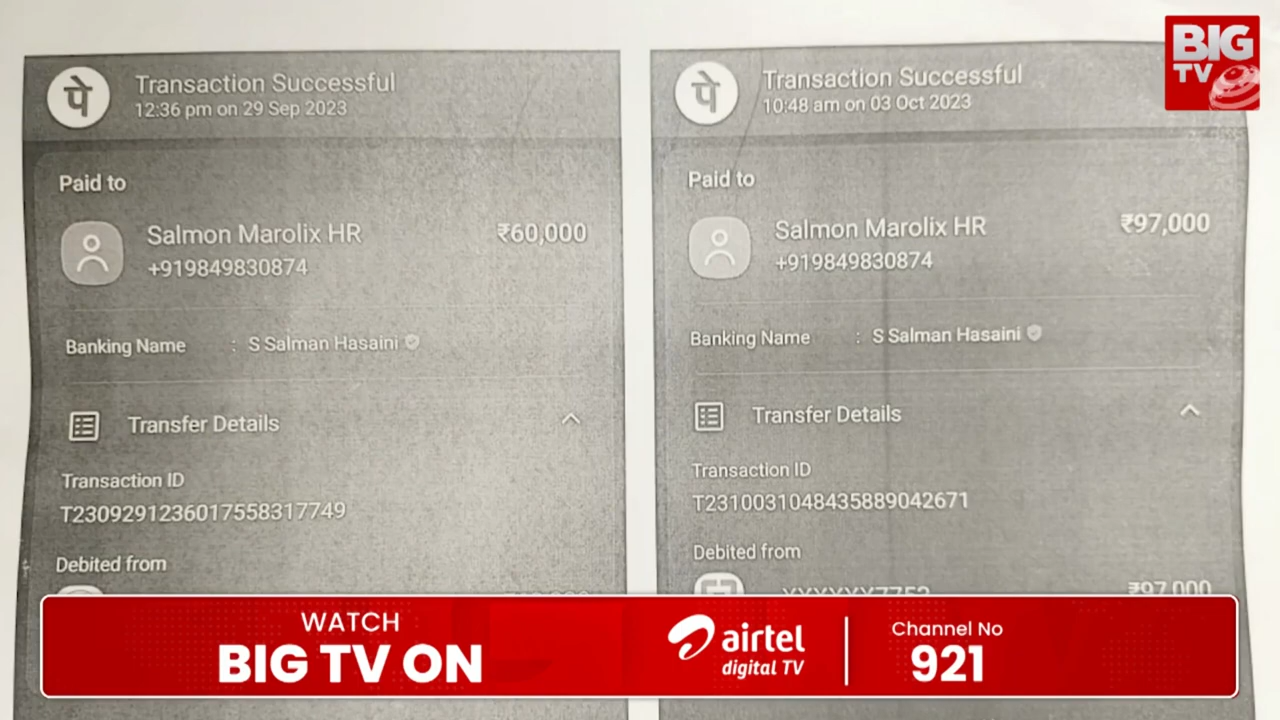 BIG
TV
पे
Transaction Successful
12:36 pm on 29 Sep 2023
Paid to
Salmon Marolix HR
₹60,000
+919849830874
Banking Name : S Salman Hasaini
Transfer Details
Transaction ID
T2309291236017558317749
Debited from
पे
Transaction Successful
10:48 am on 03 Oct 2023
Paid to
Salmon Marolix HR
₹97,000
+919849830874
Banking Name : S Salman Hasaini
Transfer Details
Transaction ID
T2310031048435889042671
Debited from
XXXXXX7752
₹97,000
WATCH
BIG TV ON
airtel
digital TV
Channel No
921